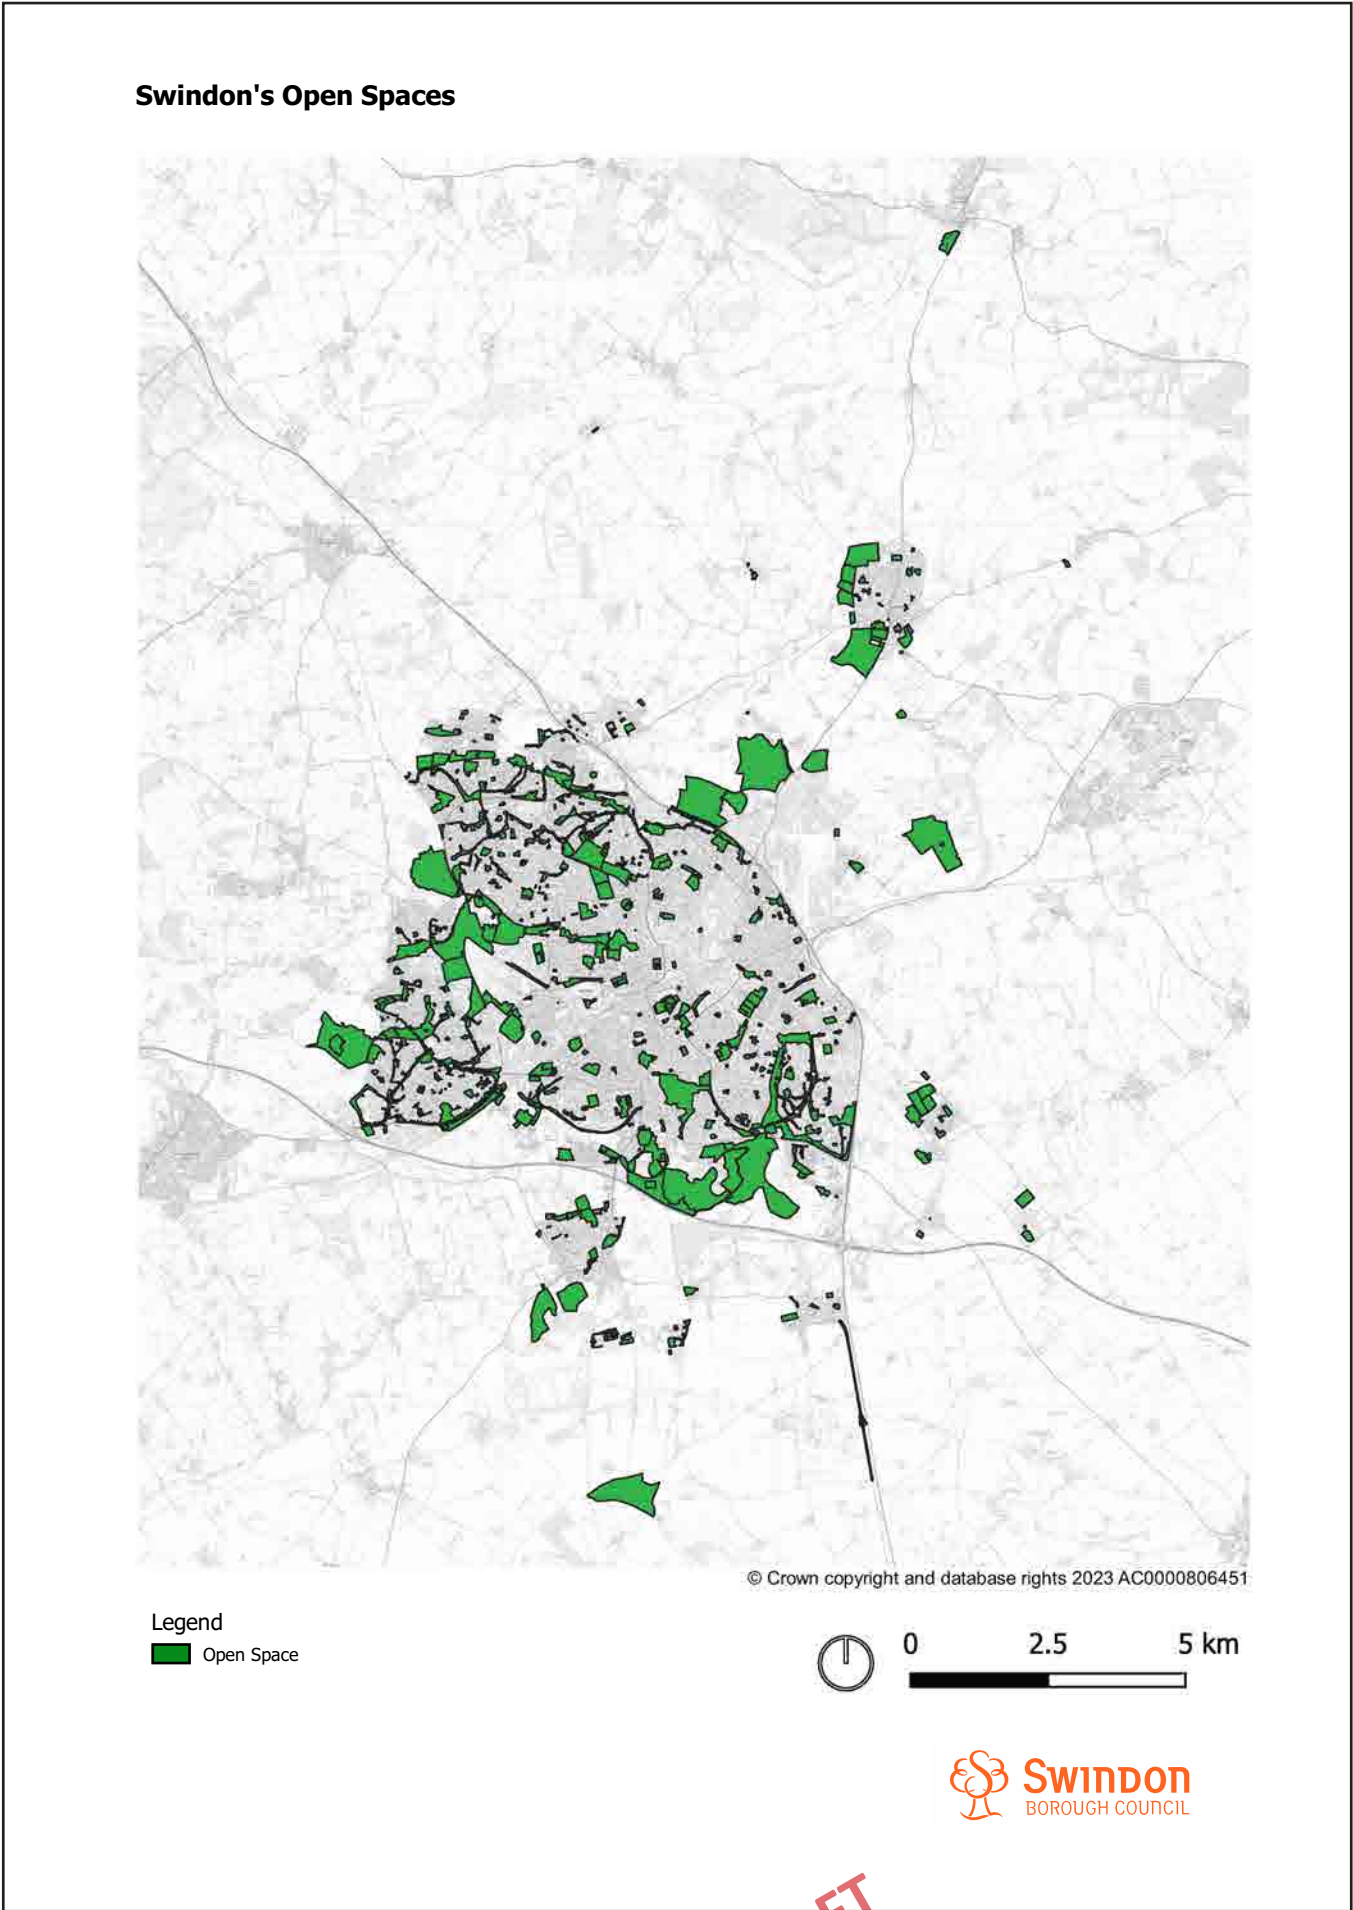 Swindon's Open Spaces
© Crown copyright and database rights 2023 AC0000806451
Legend
Open Space
0 2.5 5 km
SWINDON
BOROUGH COUNCIL